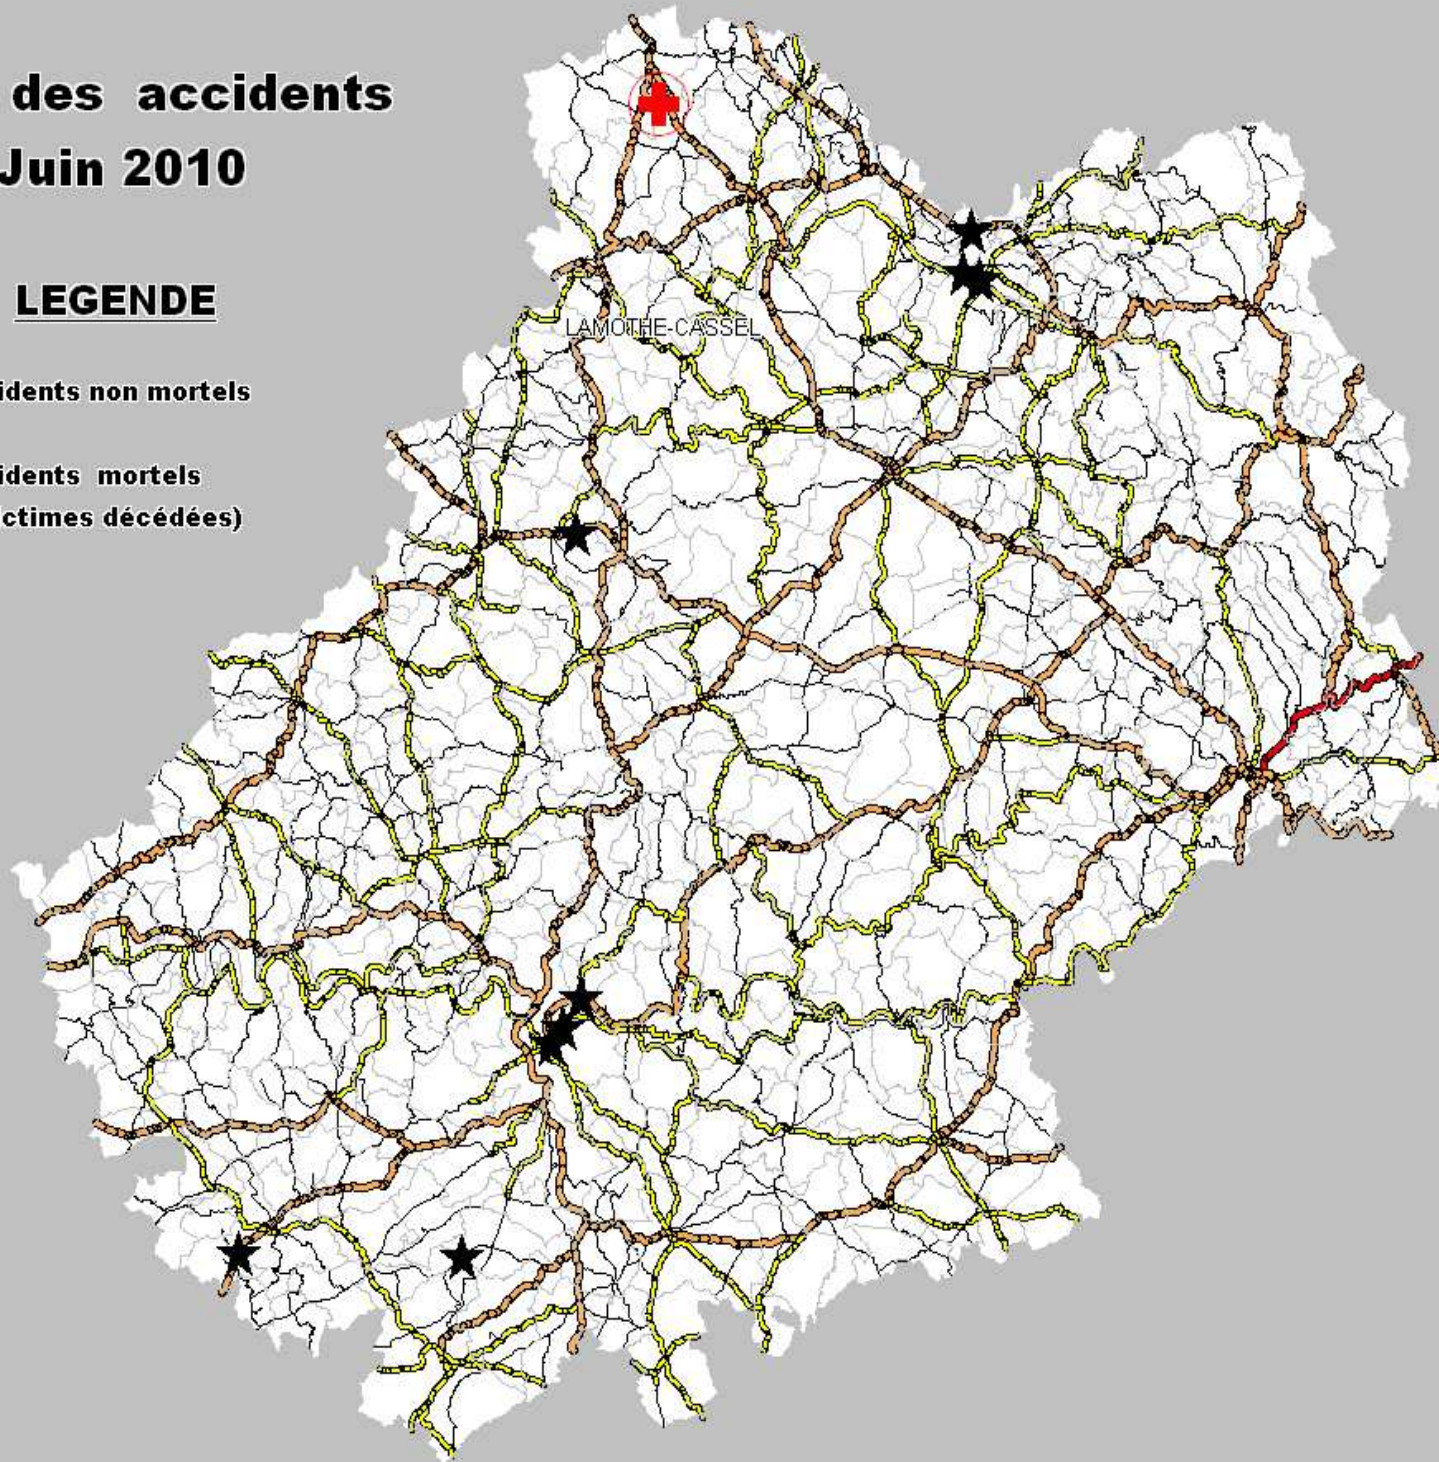 des accidents
Juin 2010
LEGENDE
idents non mortels
idents mortels
ctimes décédées)
LAMOTHE-CASSEL